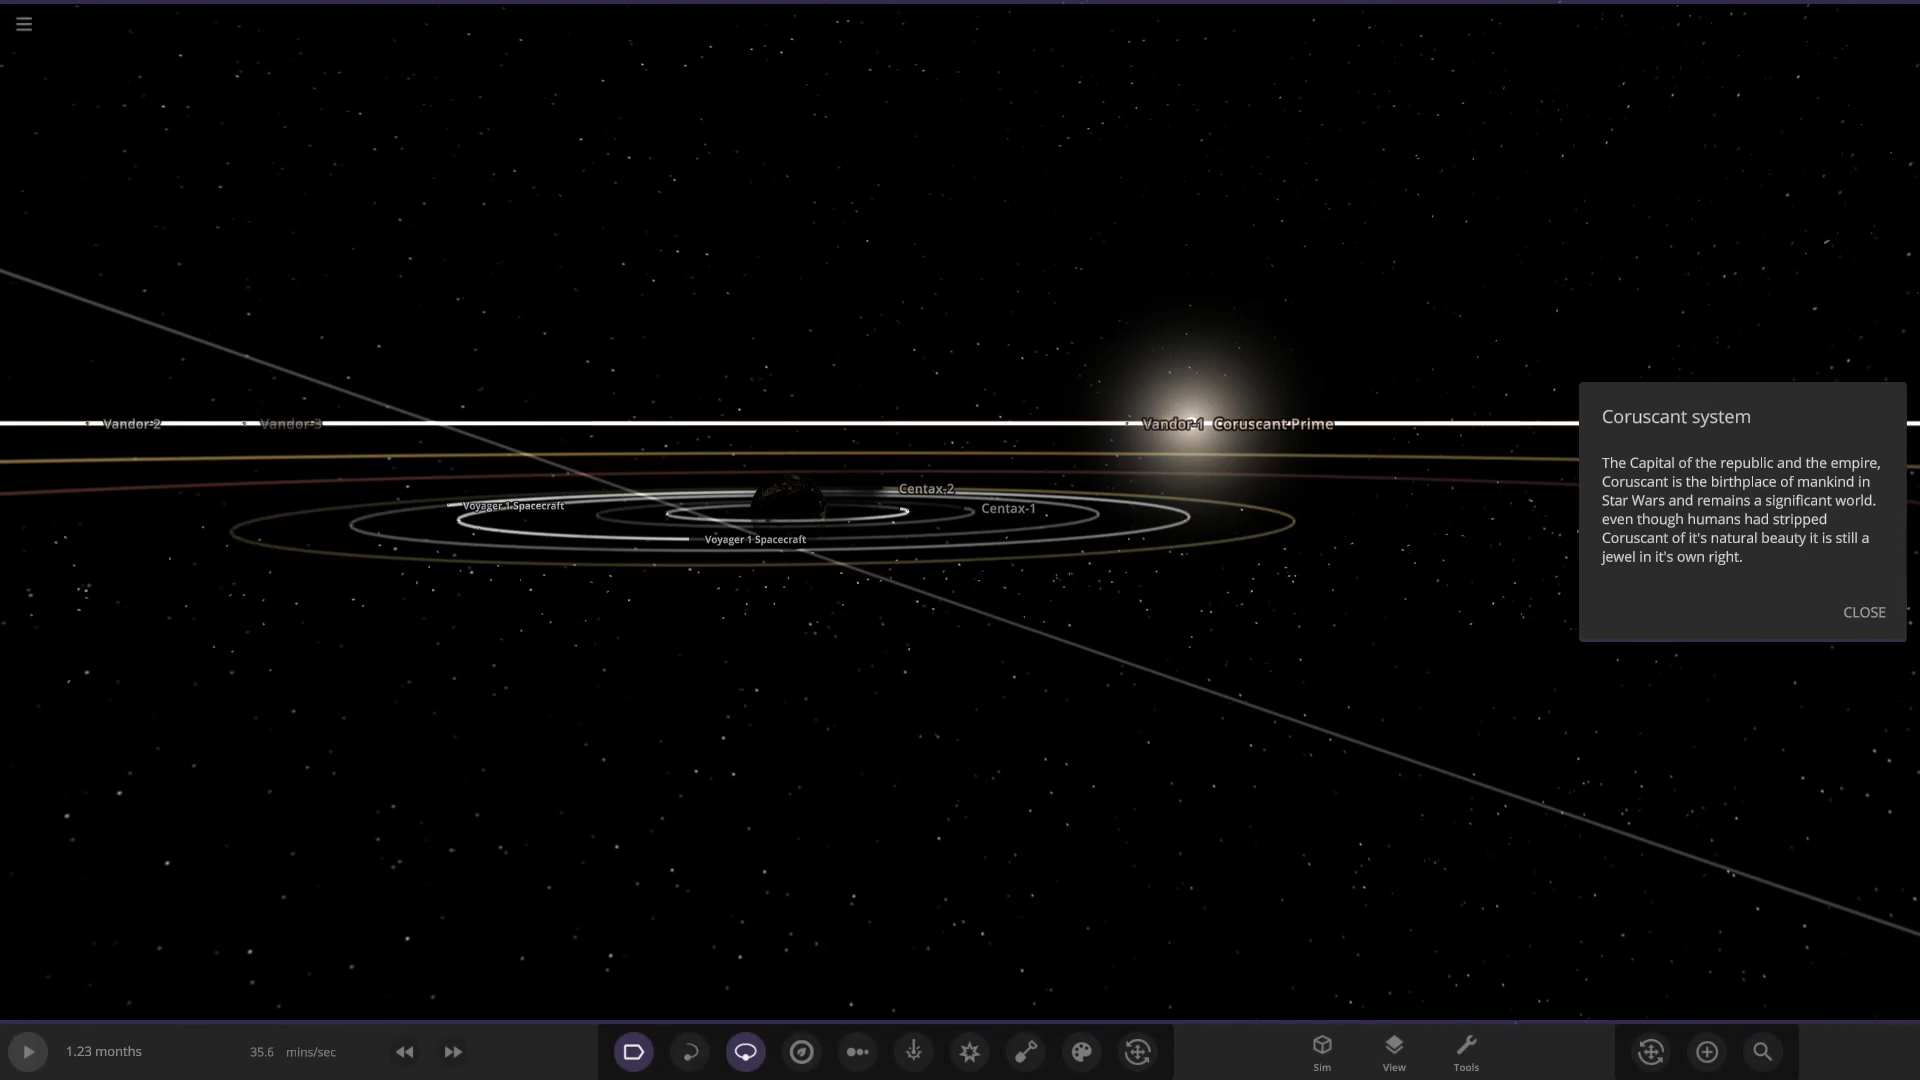 Vandor-2
Vandor-3
Vandor-1
Coruscant Prime
Centax-2
Voyager 1 Spacecraft
Centax-1
Voyager 1 Spacecraft
Coruscant system
The Capital of the republic and the empire,
Coruscant is the birthplace of mankind in
Star Wars and remains a significant world.
even though humans had stripped
Coruscant of it's natural beauty it is still a
jewel in it's own right.
CLOSE
1.23 months
35.6 mins/sec
Sim
View
Tools